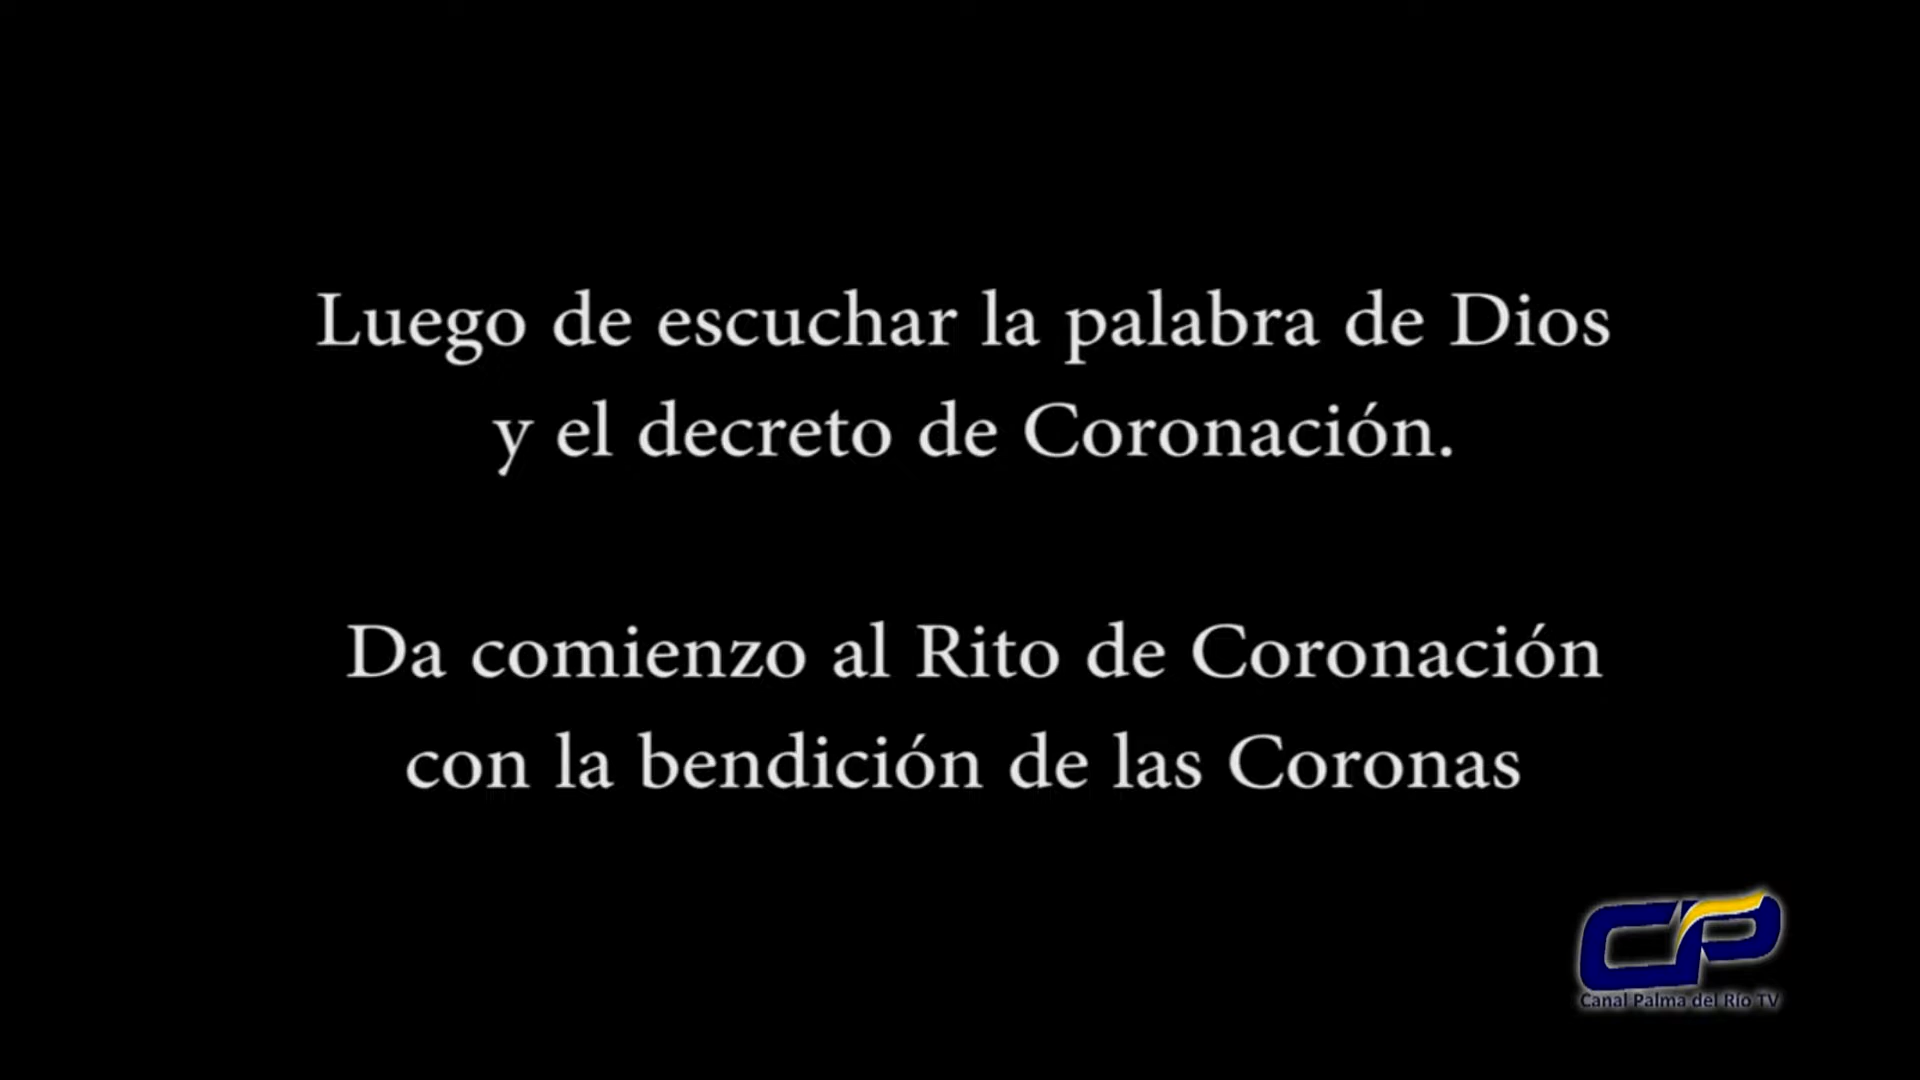 Luego de escuchar la palabra de Dios
y el decreto de Coronación.
Da comienzo al Rito de Coronación
con la bendición de las Coronas
CP
Canal Palma del Río TV